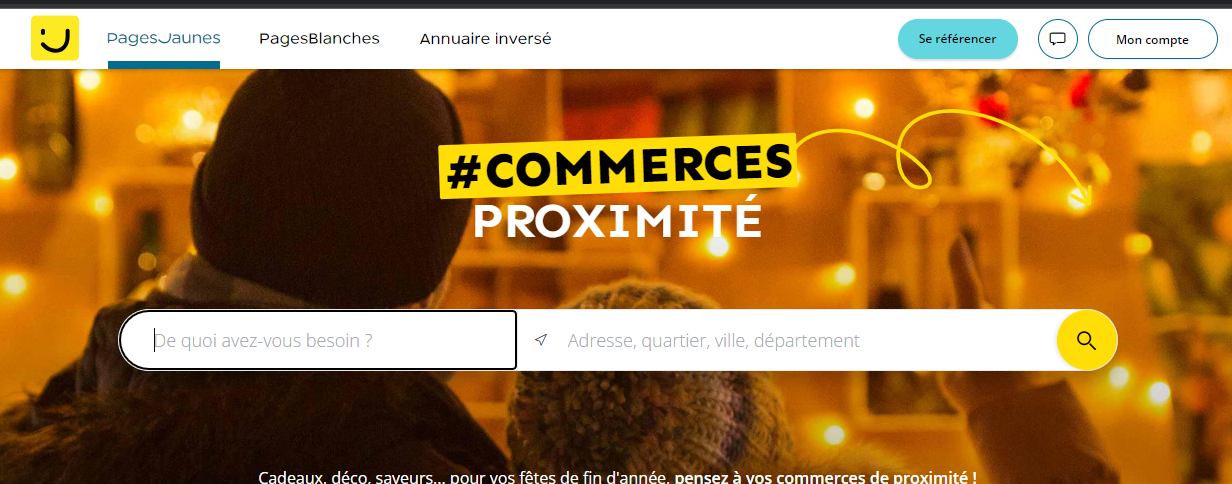 PagesJaunes PagesBlanches Annuaire inversé Se référencer Mon compte
#COMMERCES
PROXIMITÉ
De quoi avez-vous besoin ? Adresse, quartier, ville, département
Cadeaux, déco, saveurs... pour vos fêtes de fin d'année, pensez à vos commerces de proximité !